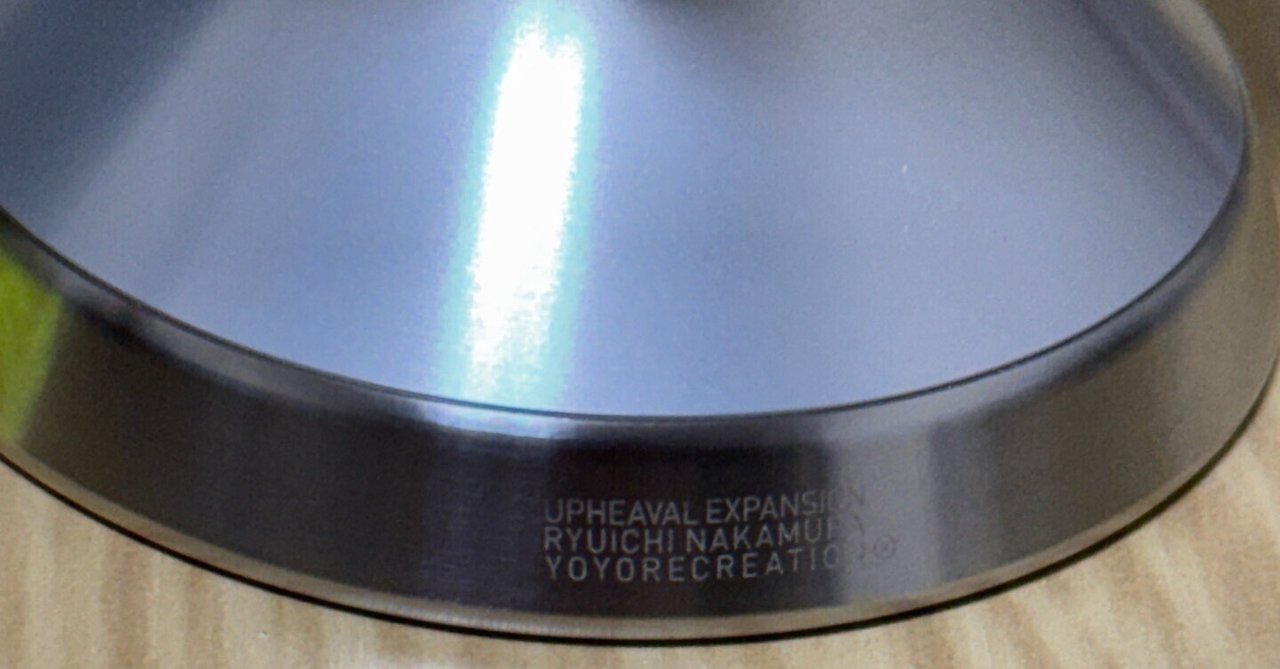 UPHEAVAL EXPANSION
RYUICHI NAKAMURA
YOYORECREATION®